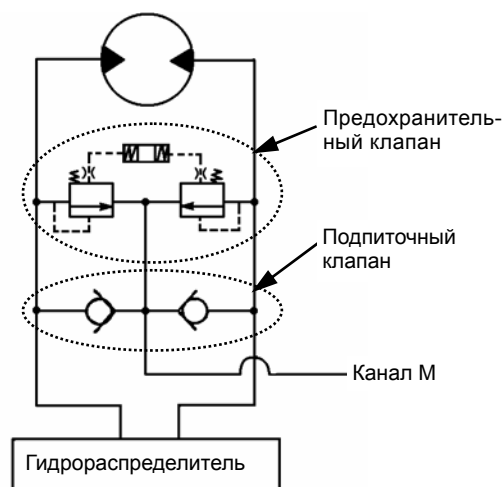 Предохранитель-
ный клапан
Подпиточный
клапан
Канал М
Гидрораспределитель